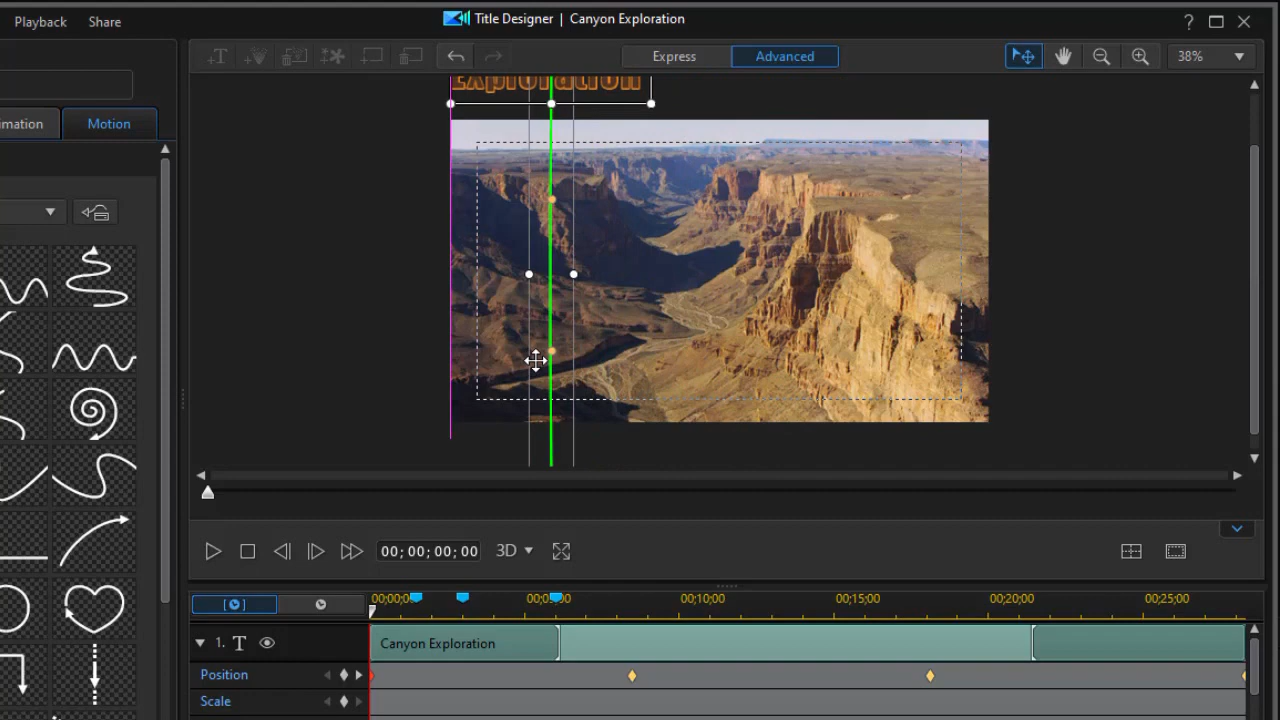 Playback Share Title Designer | Canyon Exploration ?
Express Advanced 38%
Exploration
imation Motion
00;00;00;00 3D
00;00;00 00;05;00 00;10;00 00;15;00 00;20;00 00;25;00
1. T Canyon Exploration
Position
Scale